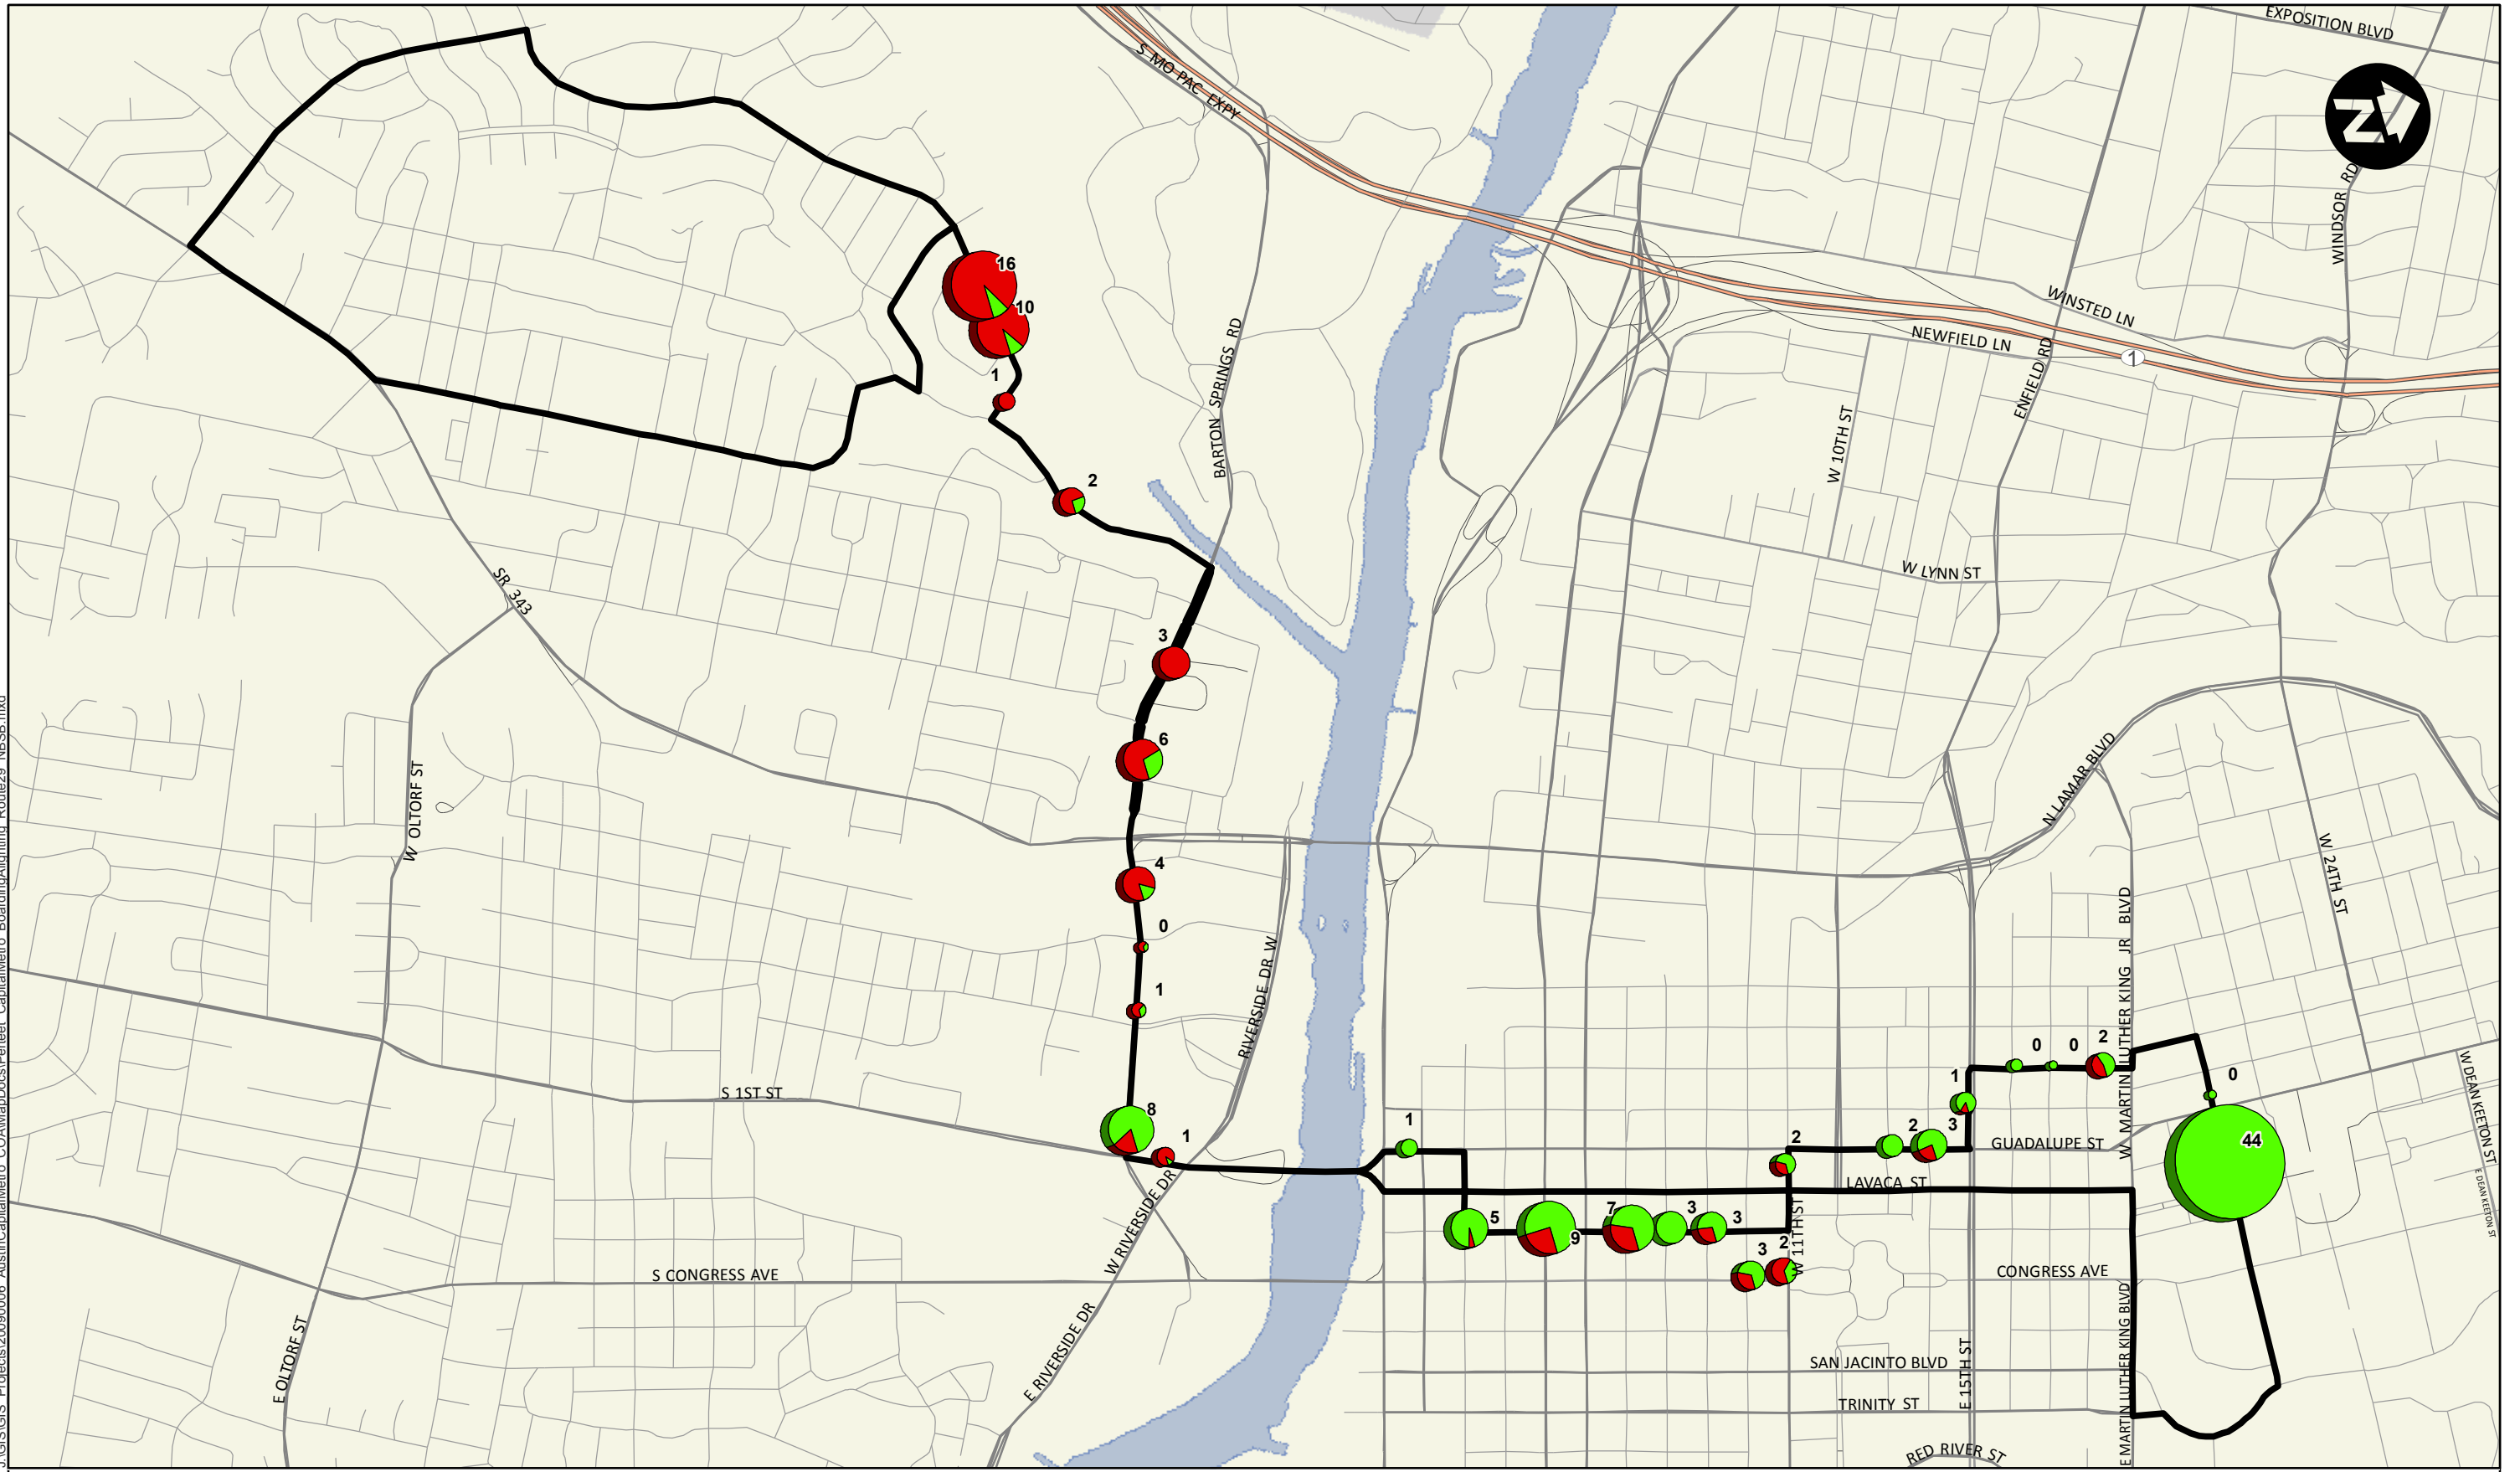 EXPOSITION BLVD
S MO PAC EXPY
WINDSOR RD
WINSTED LN
NEWFIELD LN
ENFIELD RD
1
16
10
1
BARTON SPRINGS RD
W 10TH ST
2
W LYNN ST
SR 343
3
6
N LAMAR BLVD
W OLTORF ST
W 24TH ST
4
0
1
RIVERSIDE DR W
W MARTIN LUTHER KING JR BLVD
W DEAN KEETON ST
E DEAN KEETON ST
0
0
2
0
1
S 1ST ST
8
1
1
2
2
3
GUADALUPE ST
44
LAVACA ST
W RIVERSIDE DR
5
9
7
3
3
3
2
W 11TH ST
S CONGRESS AVE
CONGRESS AVE
E RIVERSIDE DR
E OLTORF ST
SAN JACINTO BLVD
E 15TH ST
E MARTIN LUTHER KING BLVD
TRINITY ST
RED RIVER ST
N